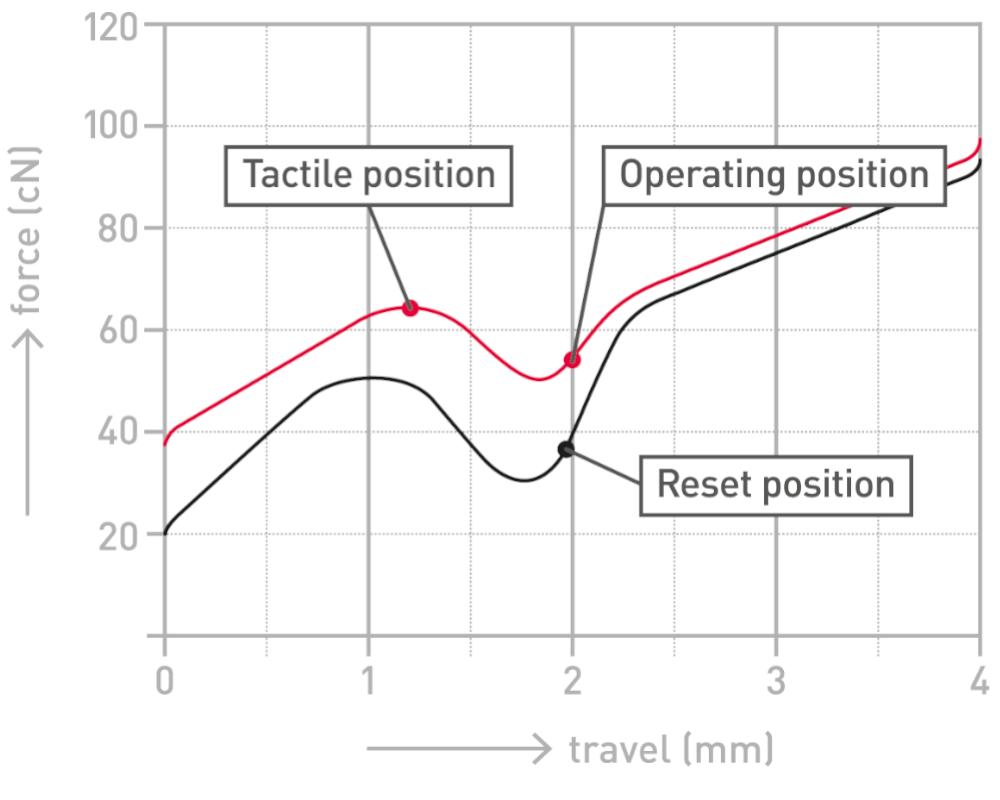 120
100
80
60
40
20
force (cN)
Tactile position
Operating position
Reset position
0 1 2 3 4
travel (mm)